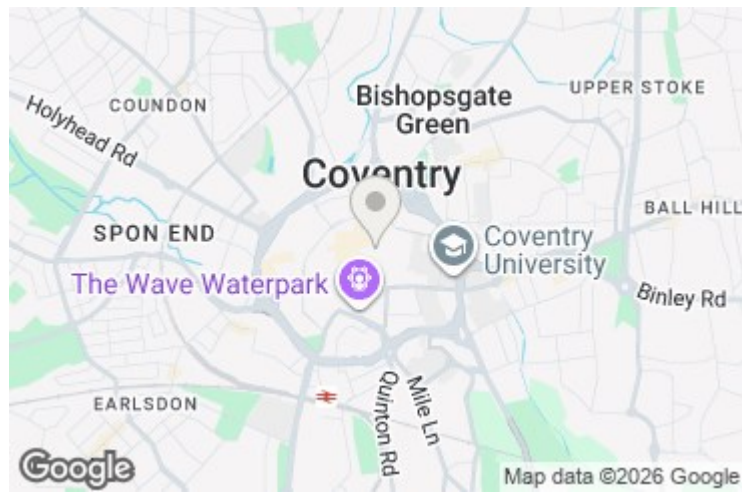 Bishopsgate
Green
UPPER STOKE
COUNDON
Holyhead Rd
Coventry
BALL HILL
SPON END
Coventry
University
The Wave Waterpark
Binley Rd
EARLSDON
Quinton Rd
Mile Ln
Google
Map data ©2026 Google